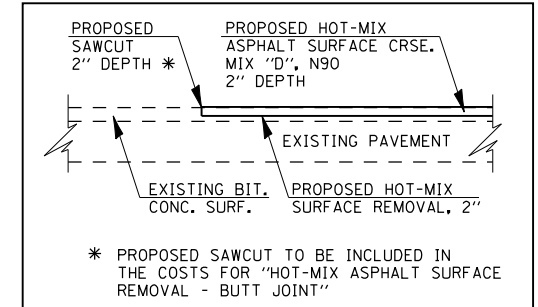 PROPOSED
SAWCUT
2" DEPTH *
PROPOSED HOT-MIX
ASPHALT SURFACE CRSE.
MIX "D", N90
2" DEPTH
EXISTING PAVEMENT
EXISTING BIT.
CONC. SURF.
PROPOSED HOT-MIX
SURFACE REMOVAL, 2"
* PROPOSED SAWCUT TO BE INCLUDED IN
THE COSTS FOR "HOT-MIX ASPHALT SURFACE
REMOVAL - BUTT JOINT"